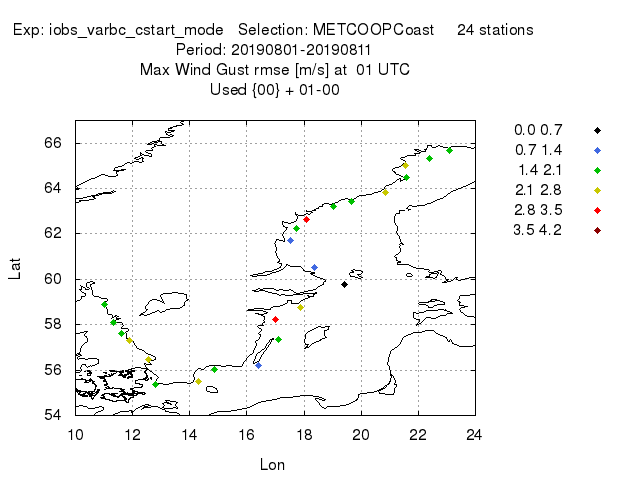 Exp: iobs_varbc_cstart_mode   Selection: METCOOPCoast     24 stations
Period: 20190801-20190811
Max Wind Gust rmse [m/s] at  01 UTC
Used {00} + 01-00
0.0 0.7
0.7 1.4
1.4 2.1
2.1 2.8
2.8 3.5
3.5 4.2
66
64
62
60
58
56
54
Lat
10 12 14 16 18 20 22 24
Lon